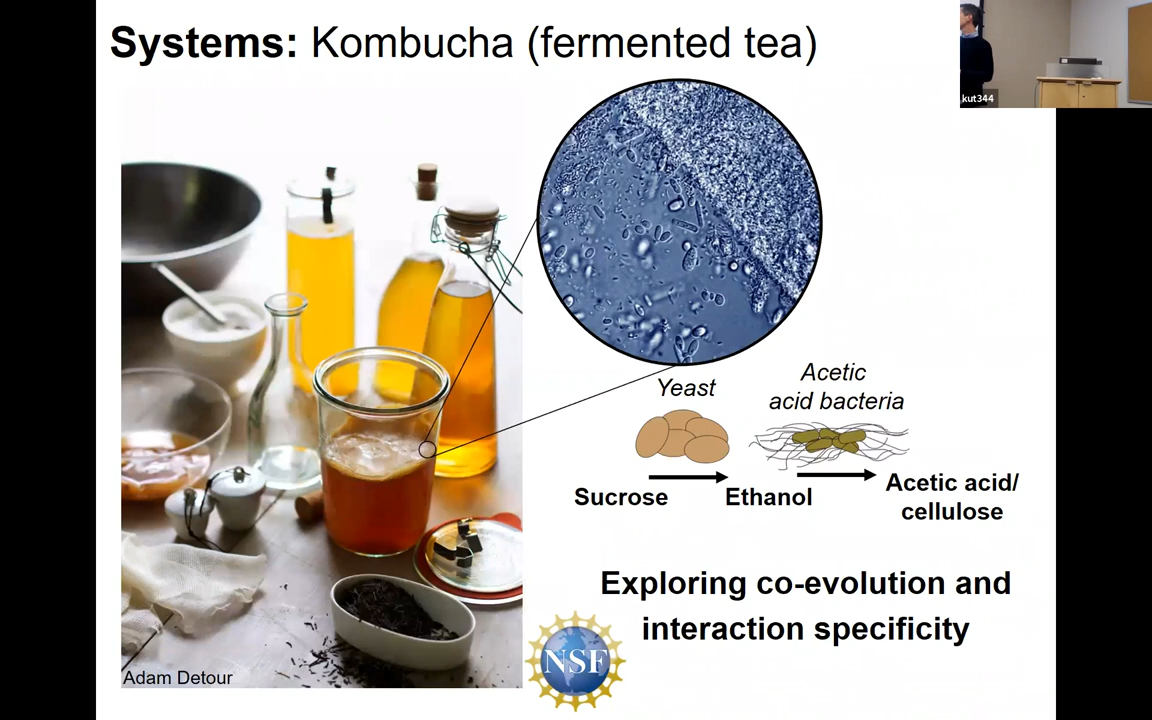 Systems: Kombucha (fermented tea)
kut344
Yeast
Acetic
acid bacteria
Sucrose
Ethanol
Acetic acid/
cellulose
Exploring co-evolution and
interaction specificity
NSF
Adam Detour